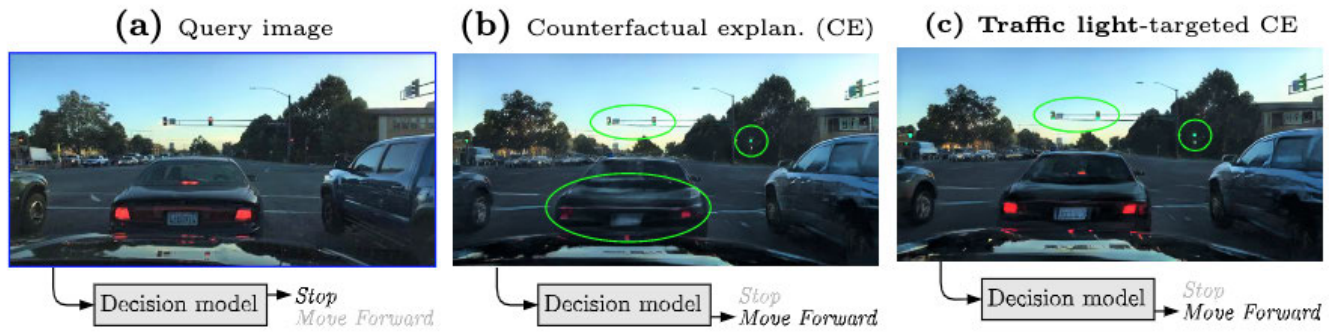 (a) Query image
(b) Counterfactual explan. (CE)
(c) Traffic light-targeted CE
Decision model
Stop
Move Forward
Decision model
Stop
Move Forward
Decision model
Stop
Move Forward